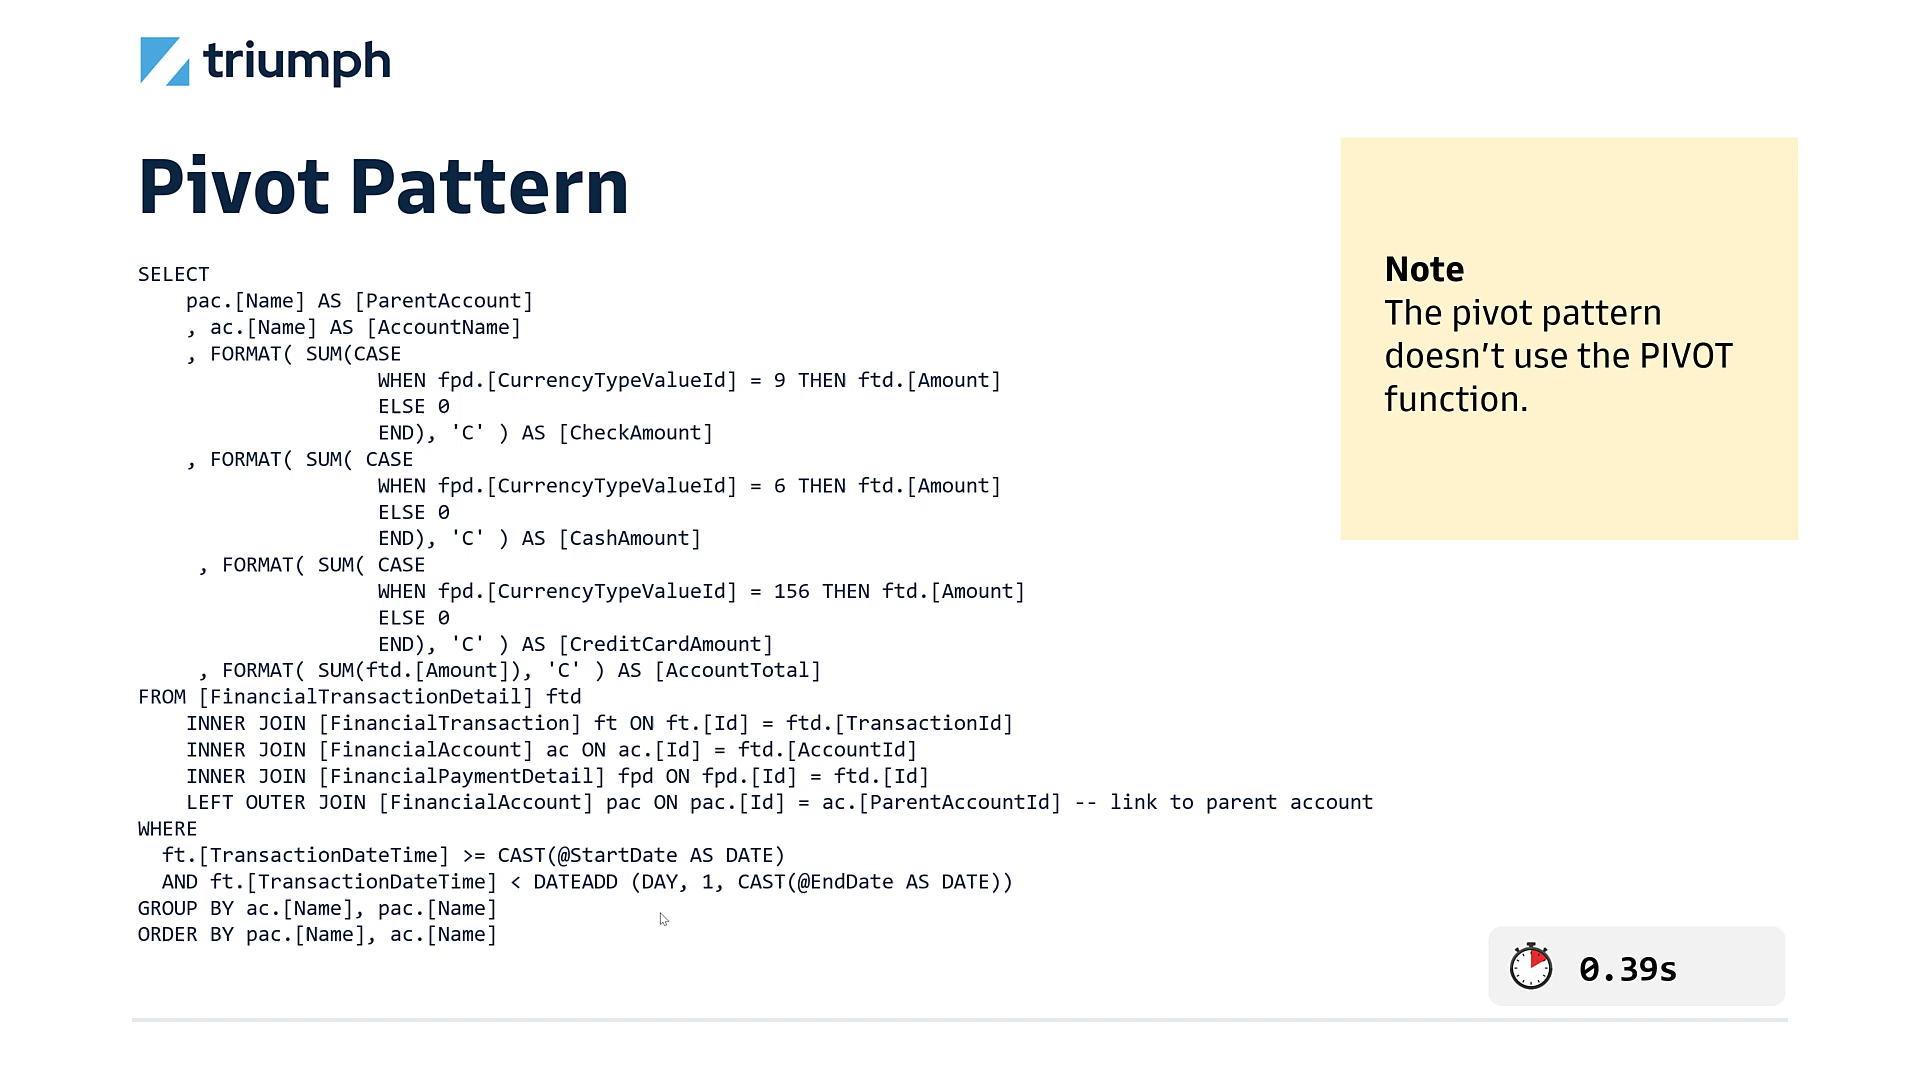 triumph
Pivot Pattern
SELECT
    pac.[Name] AS [ParentAccount]
    , ac.[Name] AS [AccountName]
    , FORMAT( SUM(CASE
                    WHEN fpd.[CurrencyTypeValueId] = 9 THEN ftd.[Amount]
                    ELSE 0
                    END), 'C' ) AS [CheckAmount]
    , FORMAT( SUM( CASE
                    WHEN fpd.[CurrencyTypeValueId] = 6 THEN ftd.[Amount]
                    ELSE 0
                    END), 'C' ) AS [CashAmount]
     , FORMAT( SUM( CASE
                    WHEN fpd.[CurrencyTypeValueId] = 156 THEN ftd.[Amount]
                    ELSE 0
                    END), 'C' ) AS [CreditCardAmount]
     , FORMAT( SUM(ftd.[Amount]), 'C' ) AS [AccountTotal]
FROM [FinancialTransactionDetail] ftd
    INNER JOIN [FinancialTransaction] ft ON ft.[Id] = ftd.[TransactionId]
    INNER JOIN [FinancialAccount] ac ON ac.[Id] = ftd.[AccountId]
    INNER JOIN [FinancialPaymentDetail] fpd ON fpd.[Id] = ftd.[Id]
    LEFT OUTER JOIN [FinancialAccount] pac ON pac.[Id] = ac.[ParentAccountId] -- link to parent account
WHERE
  ft.[TransactionDateTime] >= CAST(@StartDate AS DATE)
  AND ft.[TransactionDateTime] < DATEADD (DAY, 1, CAST(@EndDate AS DATE))
GROUP BY ac.[Name], pac.[Name]
ORDER BY pac.[Name], ac.[Name]
Note
The pivot pattern
doesn't use the PIVOT
function.
0.39s